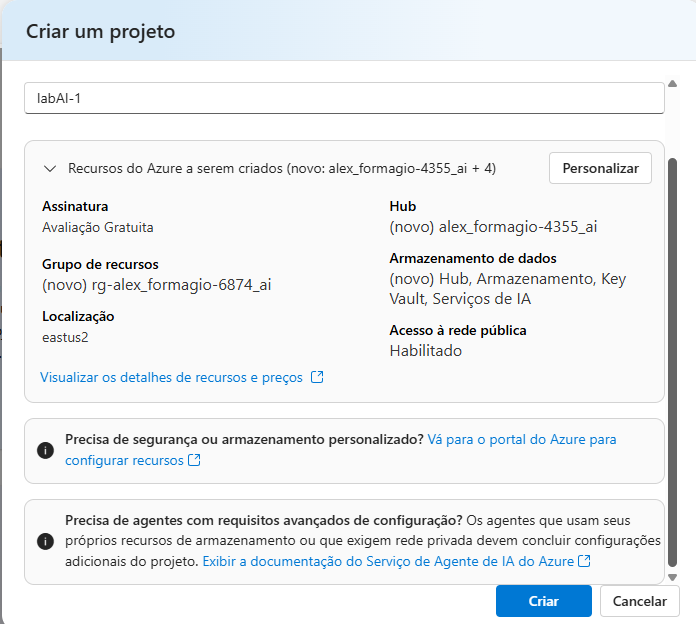 Criar um projeto
labAI-1
Recursos do Azure a serem criados (novo: alex_formagio-4355_ai + 4)
Personalizar
Assinatura
Avaliação Gratuita
Grupo de recursos
(novo) rg-alex_formagio-6874_ai
Localização
eastus2
Hub
(novo) alex_formagio-4355_ai
Armazenamento de dados
(novo) Hub, Armazenamento, Key
Vault, Serviços de IA
Acesso à rede pública
Habilitado
Visualizar os detalhes de recursos e preços
Precisa de segurança ou armazenamento personalizado? Vá para o portal do Azure para
configurar recursos
Precisa de agentes com requisitos avançados de configuração? Os agentes que usam seus
próprios recursos de armazenamento ou que exigem rede privada devem concluir configurações
adicionais do projeto. Exibir a documentação do Serviço de Agente de IA do Azure
Criar
Cancelar